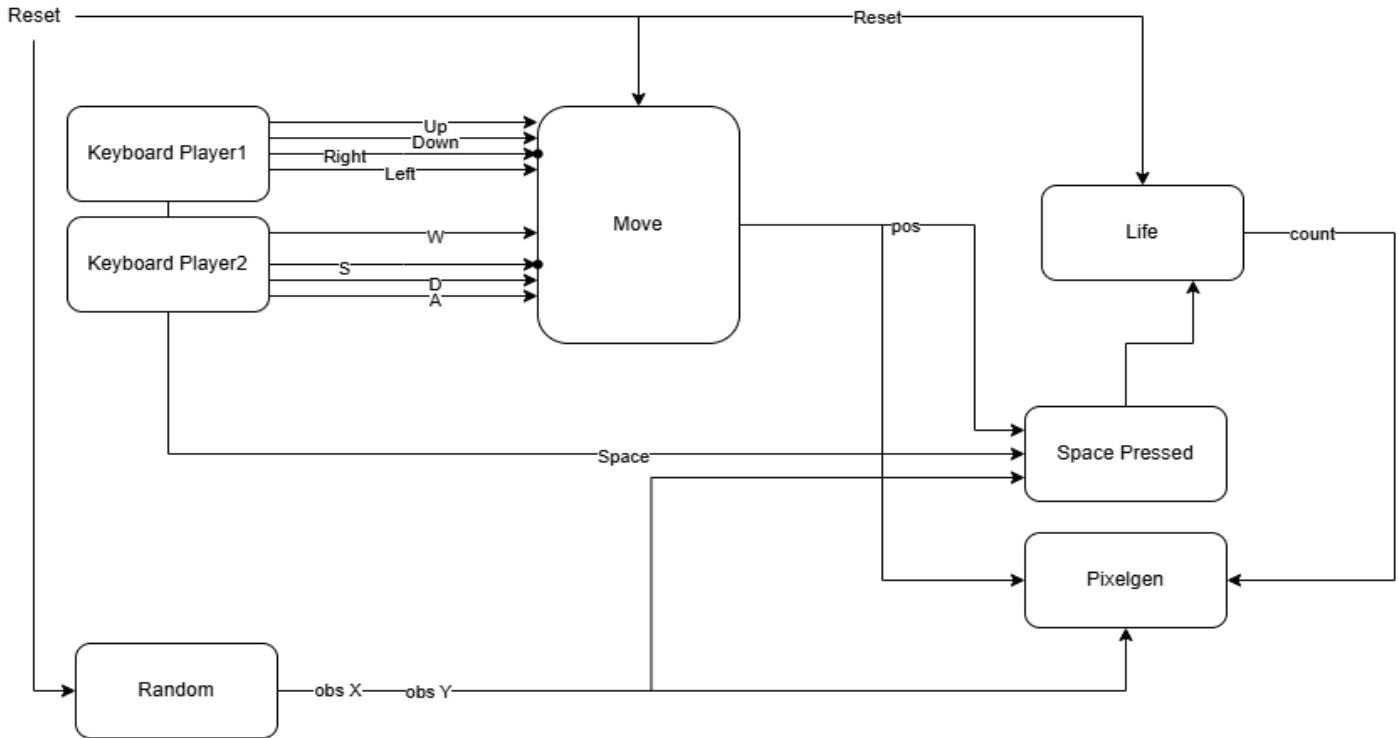 Reset
Reset
Keyboard Player1
Up
Down
Right
Left
Move
Keyboard Player2
W
S
D
A
pos
Life
count
Space
Space Pressed
Pixelgen
Random
obs X
obs Y